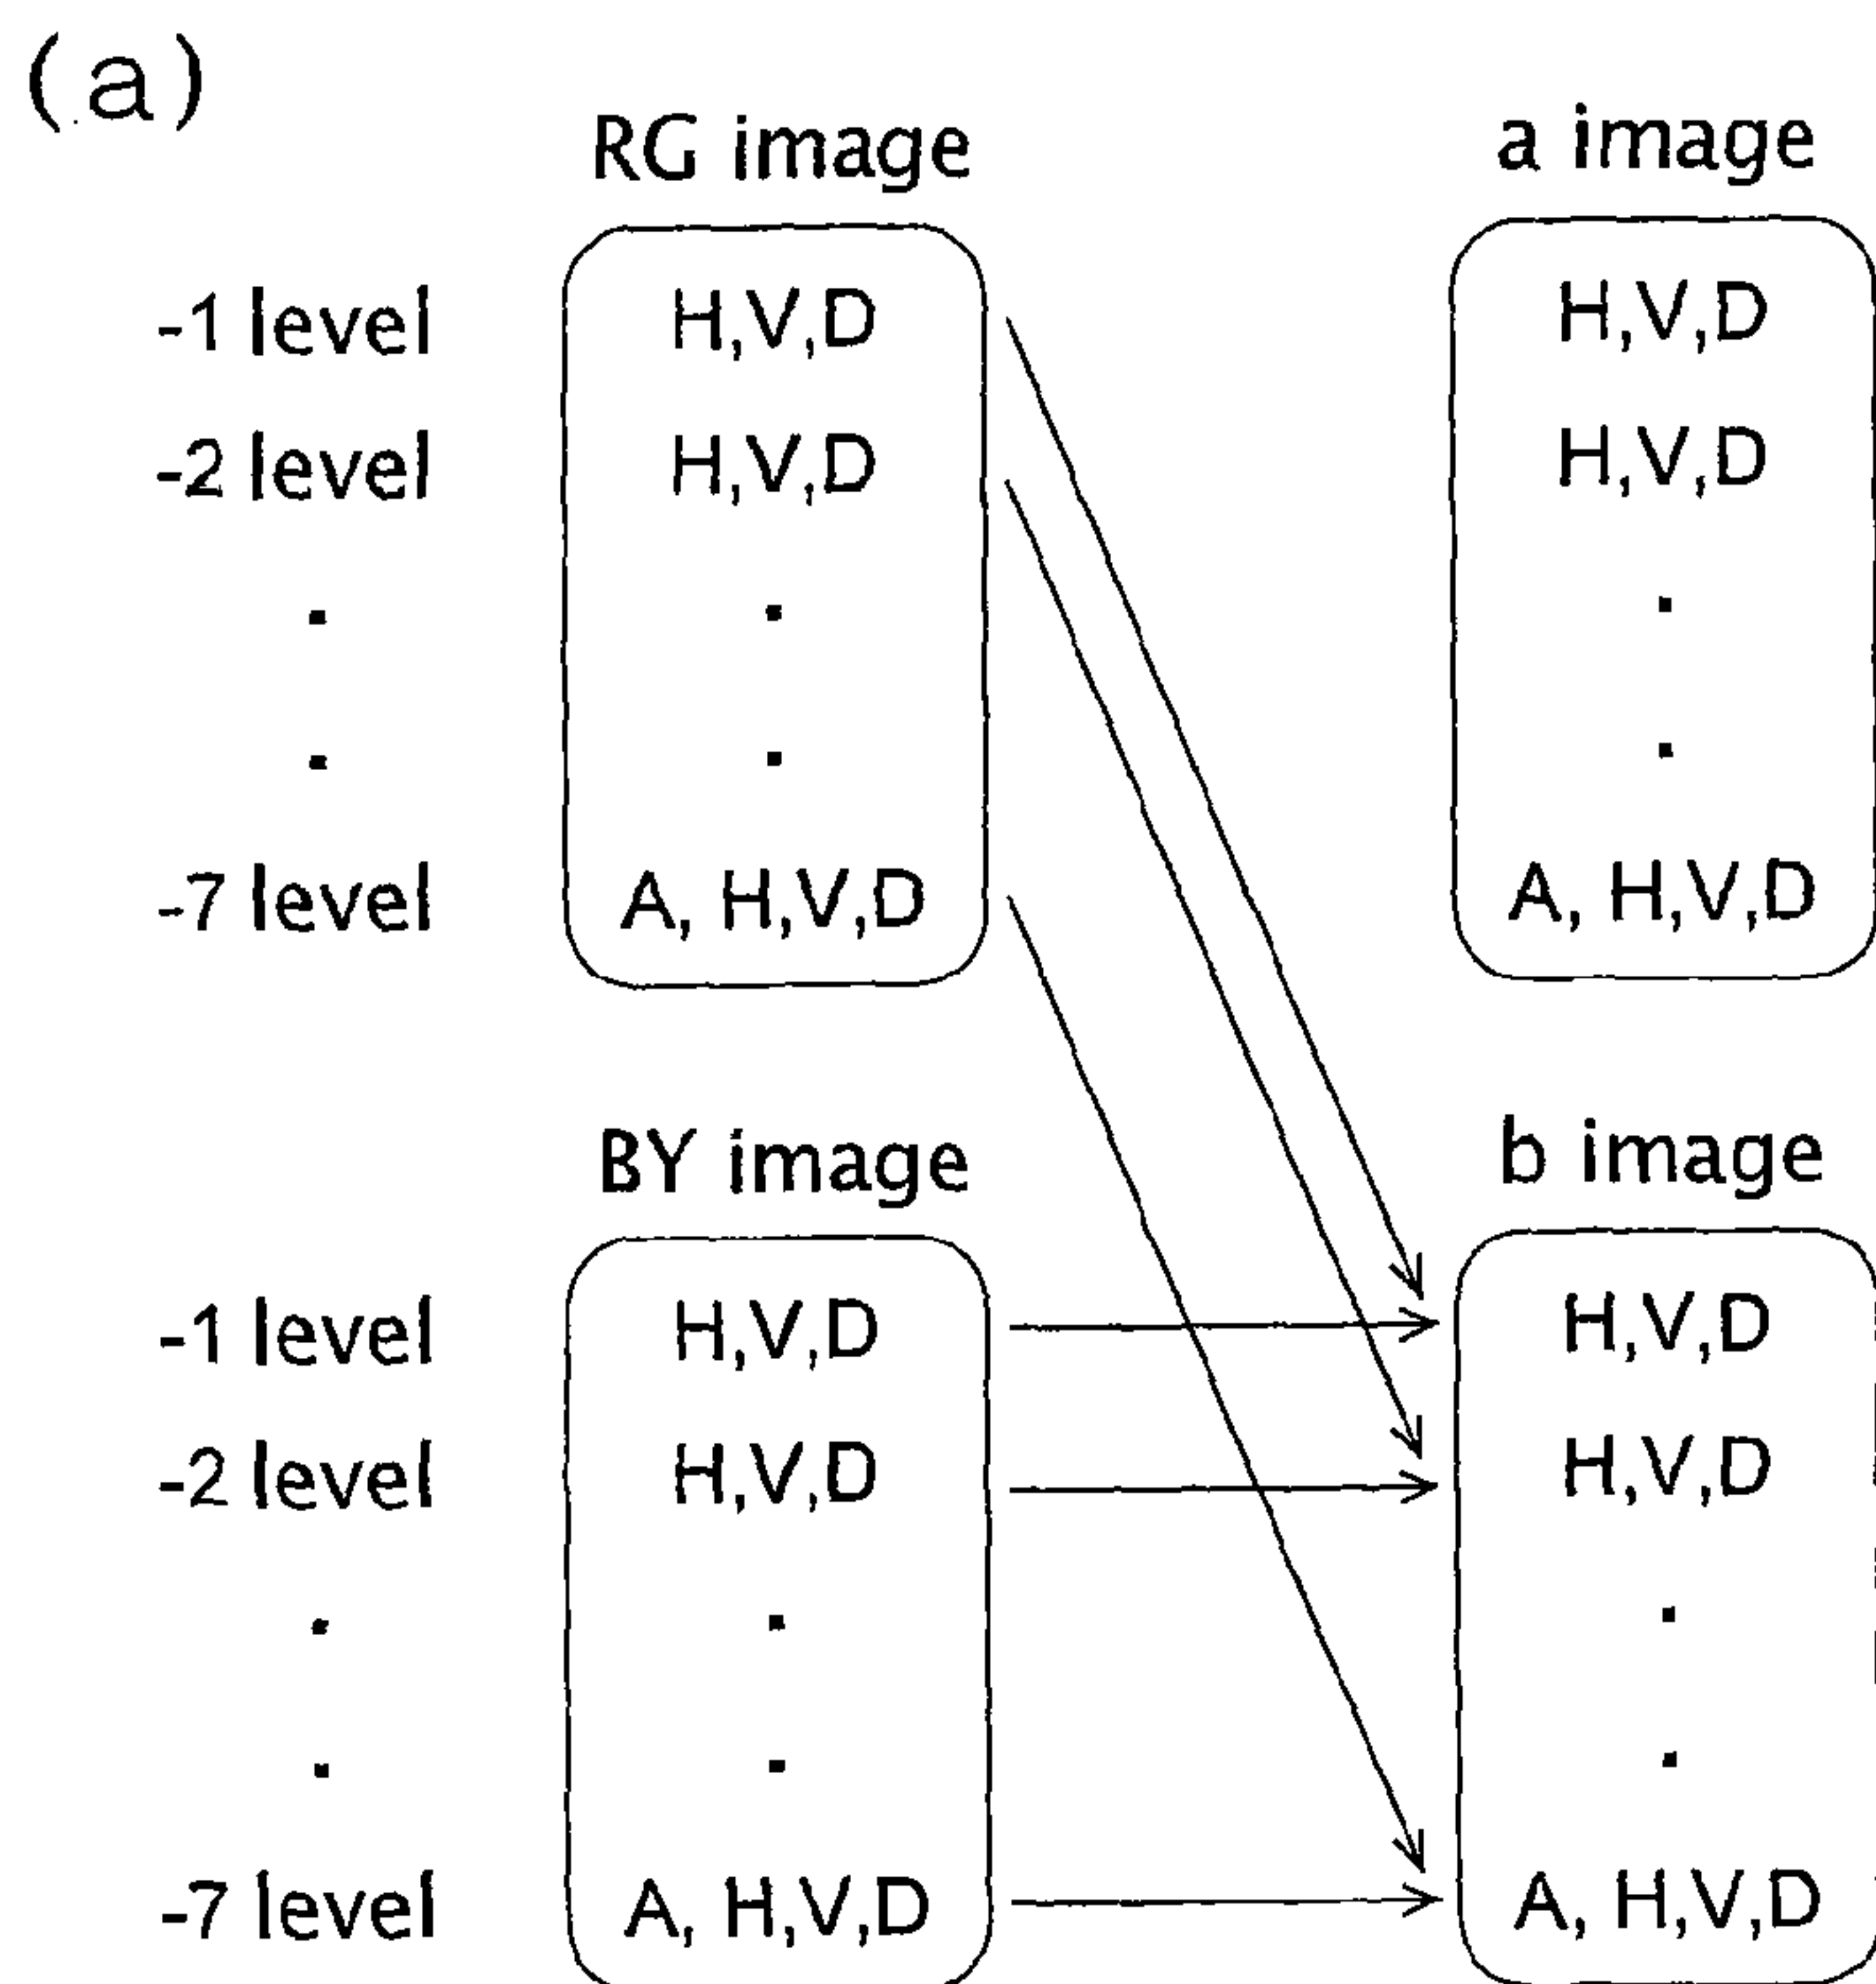 (a)
RG image a image
-1 level H,V,D H,V,D
-2 level H,V,D H,V,D
. . .
. . .
-7 level A, H,V,D A, H,V,D
BY image b image
-1 level H,V,D H,V,D
-2 level H,V,D H,V,D
. . .
. . .
-7 level A, H,V,D A, H,V,D